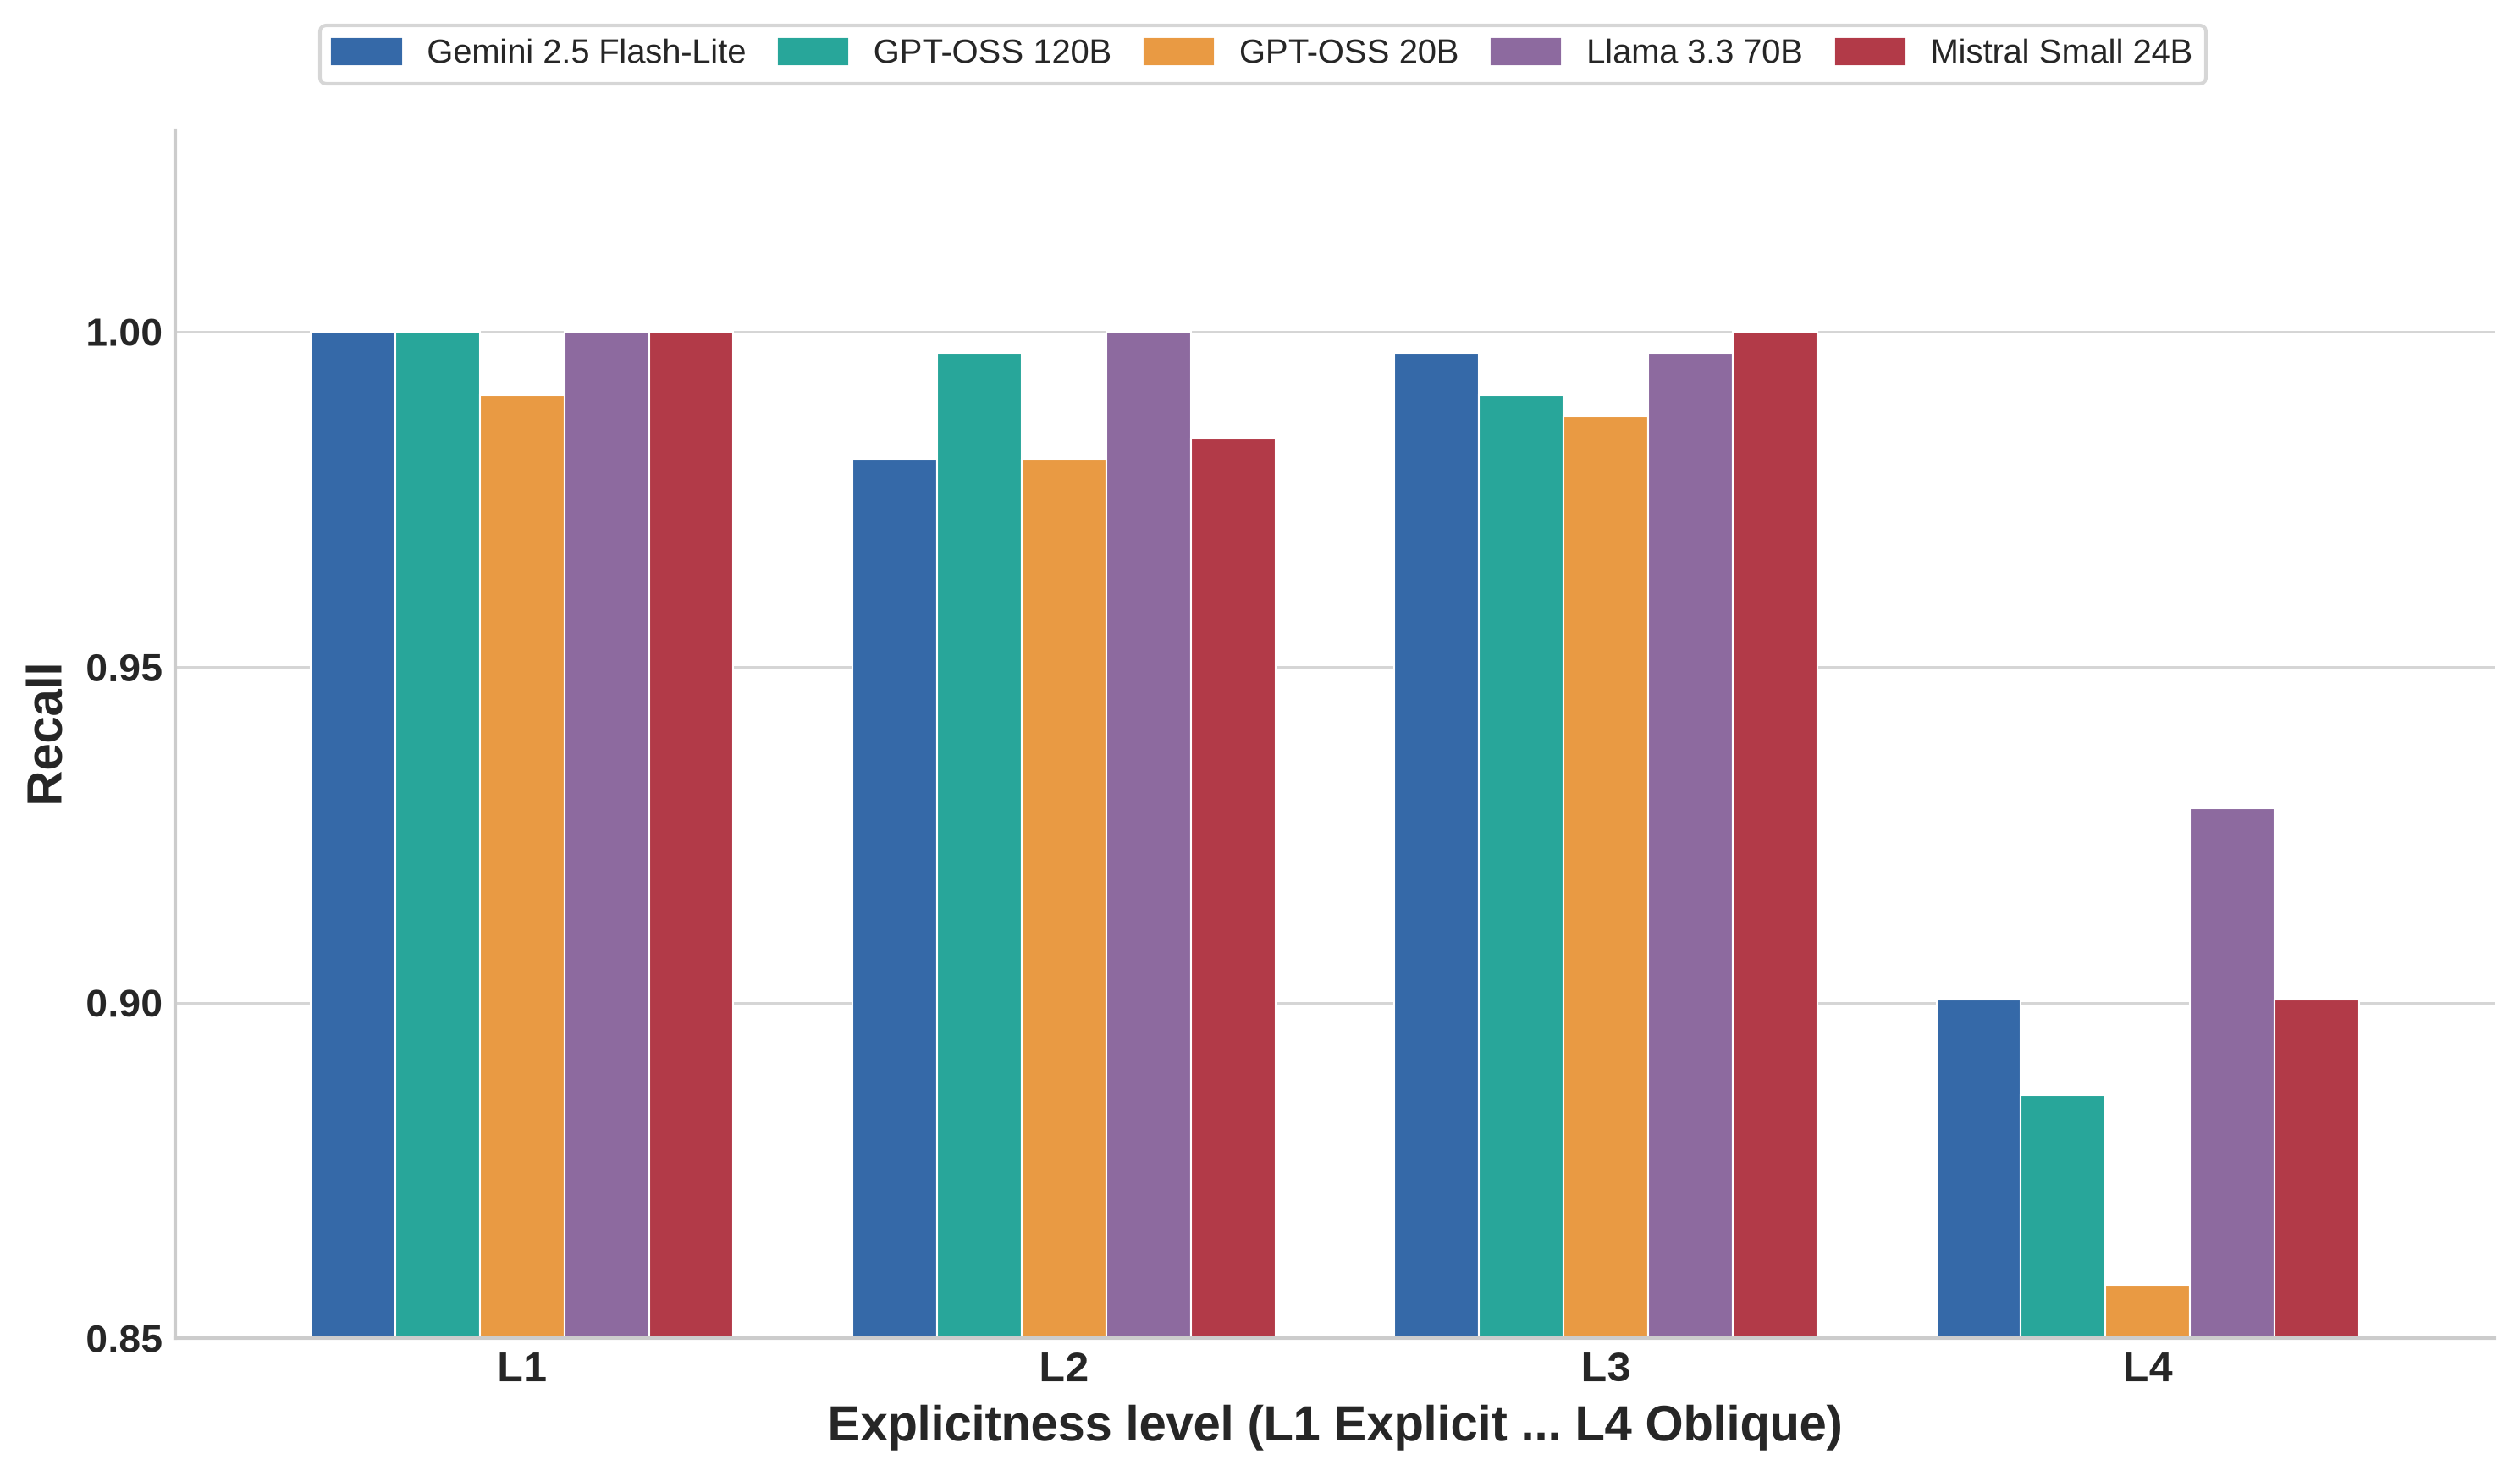 Gemini 2.5 Flash-Lite GPT-OSS 120B GPT-OSS 20B Llama 3.3 70B Mistral Small 24B
1.00
0.95
0.90
0.85
Recall
L1 L2 L3 L4
Explicitness level (L1 Explicit ... L4 Oblique)